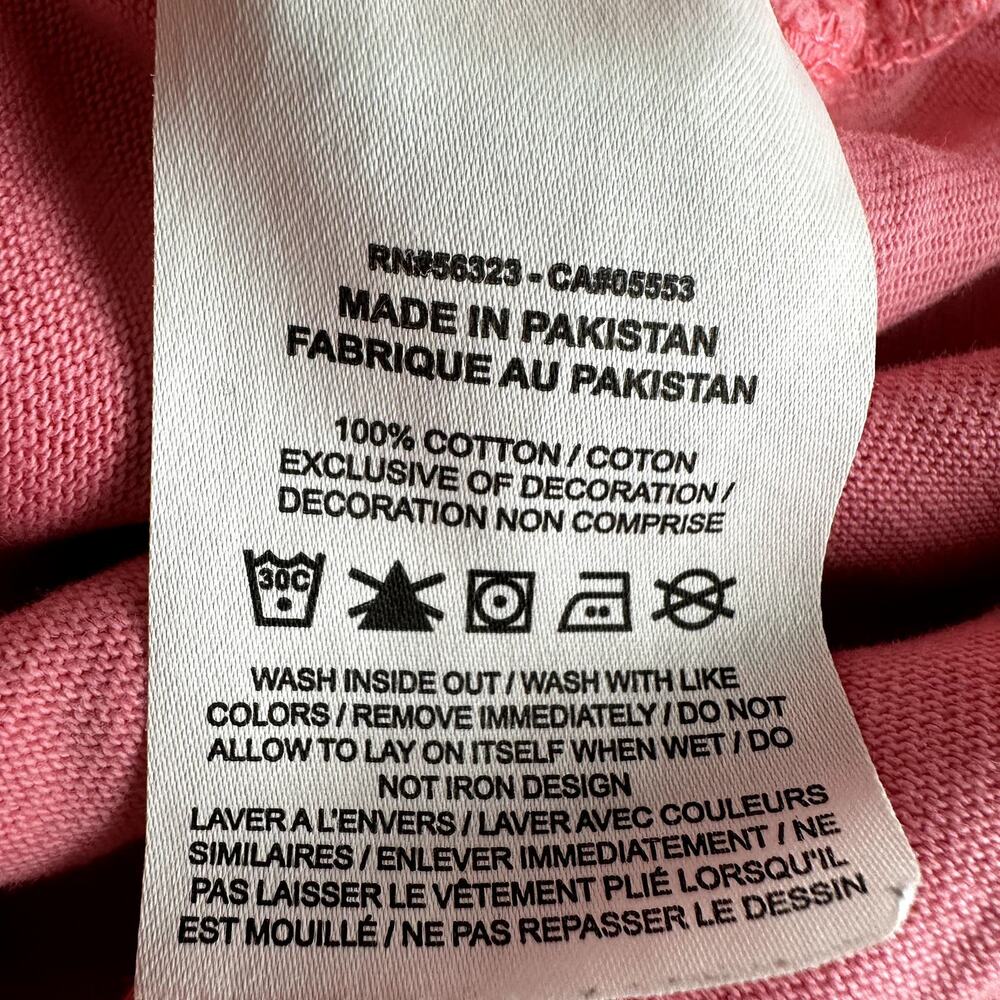 RN#56323 - CA#05553
MADE IN PAKISTAN
FABRIQUE AU PAKISTAN
100% COTTON / COTON
EXCLUSIVE OF DECORATION /
DECORATION NON COMPRISE
30C
WASH INSIDE OUT / WASH WITH LIKE
COLORS / REMOVE IMMEDIATELY / DO NOT
ALLOW TO LAY ON ITSELF WHEN WET / DO
NOT IRON DESIGN
LAVER A L'ENVERS / LAVER AVEC COULEURS
SIMILAIRES / ENLEVER IMMEDIATEMENT / NE
PAS LAISSER LE VÊTEMENT PLIÉ LORSQU'IL
EST MOUILLÉ / NE PAS REPASSER LE DESSIN